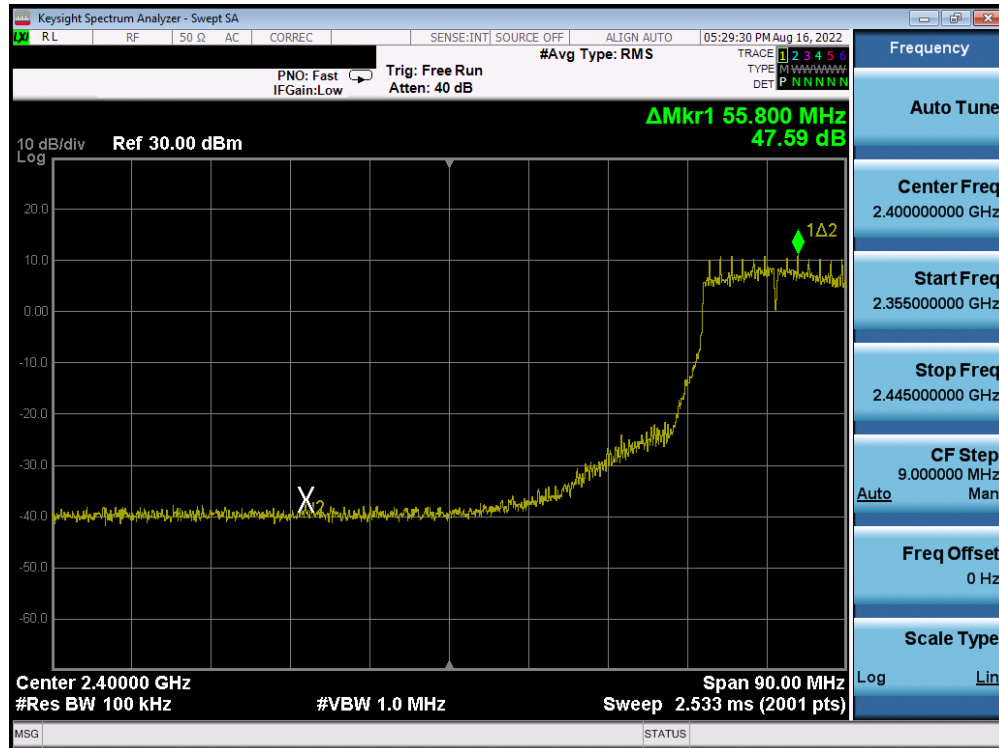 Keysight Spectrum Analyzer - Swept SA
LXI RL RF 50 Ω AC CORREC SENSE:INT SOURCE OFF ALIGN AUTO 05:29:30 PM Aug 16, 2022
#Avg Type: RMS
TRACE 1 2 3 4 5 6
TYPE M WWWWW
DET P N N N N N
PNO: Fast
IFGain:Low
Trig: Free Run
Atten: 40 dB
Frequency
Auto Tune
ΔMkr1 55.800 MHz
47.59 dB
10 dB/div Ref 30.00 dBm
Log
20.0
10.0
0.00
-10.0
-20.0
-30.0
-40.0
-50.0
-60.0
1Δ2
2
Center Freq
2.400000000 GHz
Start Freq
2.355000000 GHz
Stop Freq
2.445000000 GHz
CF Step
9.000000 MHz
Auto Man
Freq Offset
0 Hz
Scale Type
Log Lin
Center 2.40000 GHz Span 90.00 MHz
#Res BW 100 kHz #VBW 1.0 MHz Sweep 2.533 ms (2001 pts)
MSG STATUS